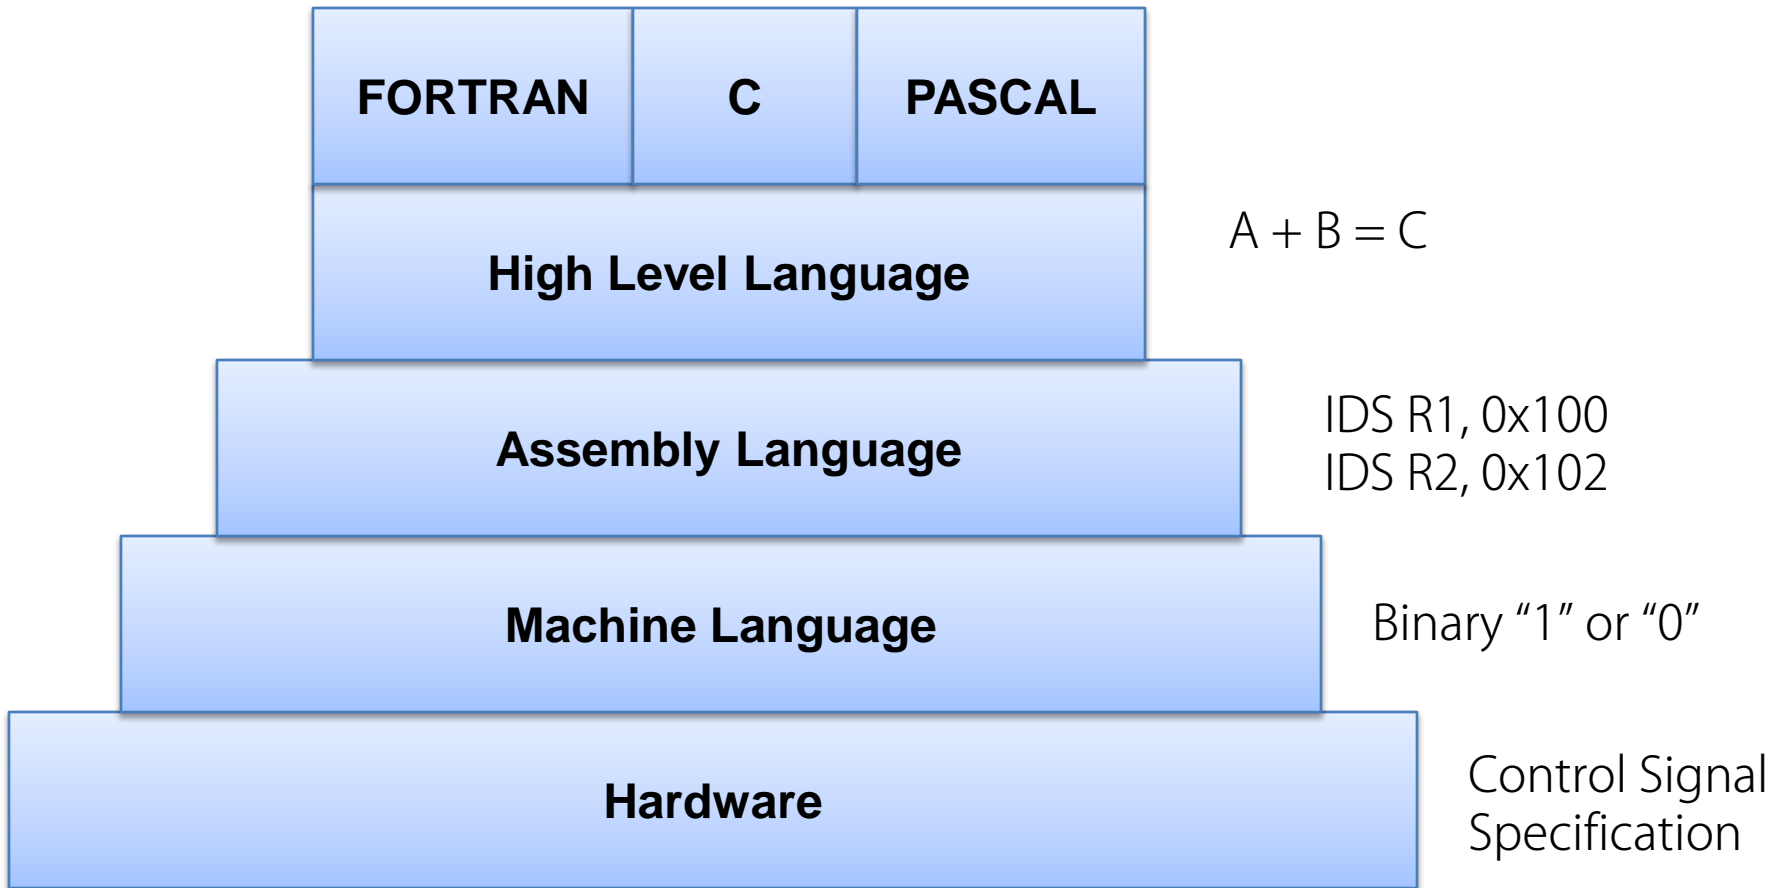 FORTRAN C PASCAL
High Level Language
A + B = C
Assembly Language
IDS R1, 0x100
IDS R2, 0x102
Machine Language
Binary “1” or “0”
Hardware
Control Signal
Specification